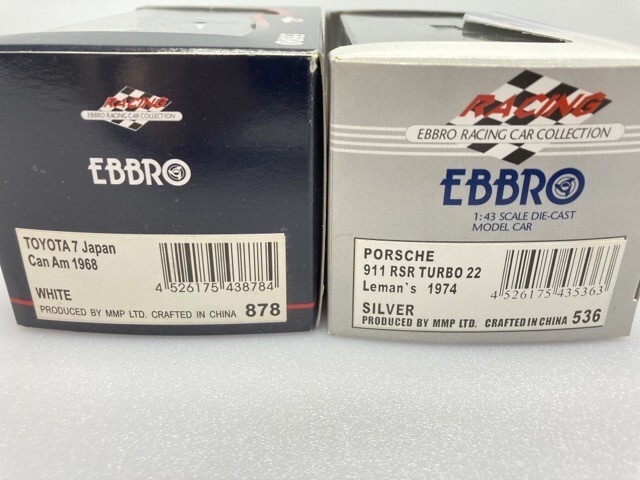 RACING
EBBRO RACING CAR COLLECTION
EBBRO
TOYOTA 7 Japan
Can Am 1968
WHITE
4 526175 438784
PRODUCED BY MMP LTD. CRAFTED IN CHINA 878
RACING
EBBRO RACING CAR COLLECTION
EBBRO
1:43 SCALE DIE-CAST
MODEL CAR
PORSCHE
911 RSR TURBO 22
Leman`s 1974
SILVER
4 526175 435363
PRODUCED BY MMP LTD. CRAFTED IN CHINA 536